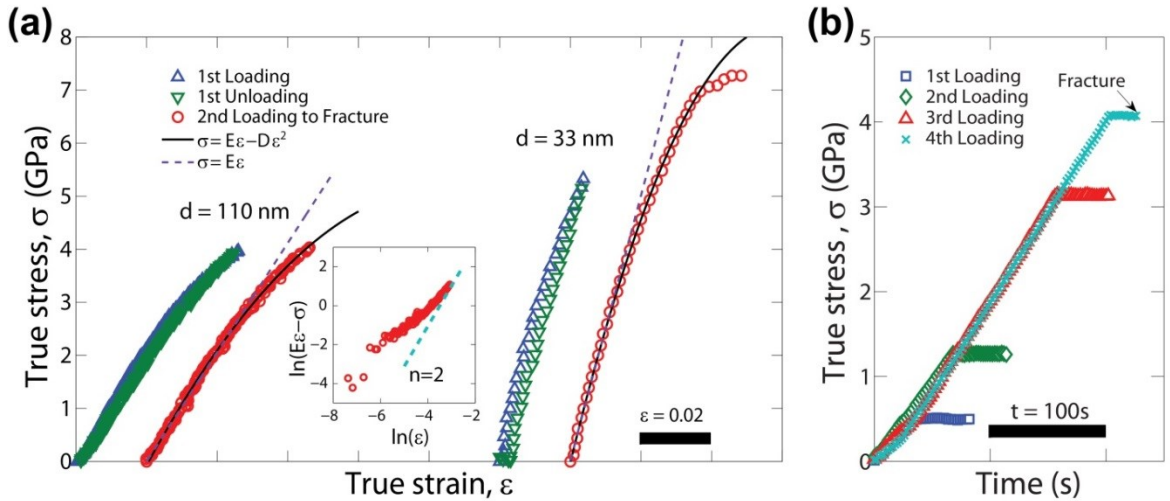 (a)
8
7
6
5
4
3
2
1
0
True stress, σ (GPa)
1st Loading
1st Unloading
2nd Loading to Fracture
σ= Eε−Dε²
σ= Eε
d = 110 nm
d = 33 nm
2
0
−2
−4
ln(Eε−σ)
n=2
−8 −6 −4 −2
ln(ε)
ε = 0.02
True strain, ε
(b)
5
4
3
2
1
0
True stress, σ (GPa)
1st Loading
2nd Loading
3rd Loading
4th Loading
Fracture
t = 100s
Time (s)